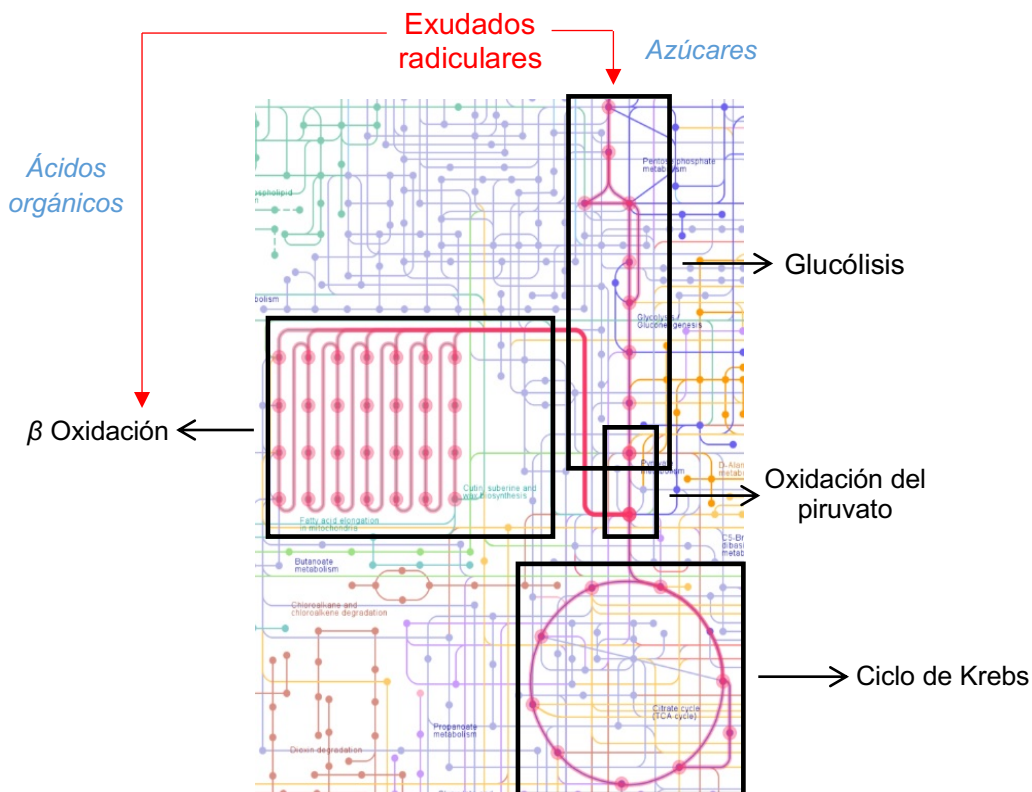 Exudados
radiculares
Azúcares
Ácidos
orgánicos
Pentose phosphate
metabolism
Glucólisis
Glycolysis /
Gluconeogenesis
β Oxidación
Cutin, suberine and
wax biosynthesis
Fatty acid elongation
in mitochondria
Oxidación del
piruvato
Butanoate
metabolism
Chloroalkane and
chloroalkene degradation
Ciclo de Krebs
Citrate cycle
(TCA cycle)
Propanoate
metabolism
Dioxin degradation